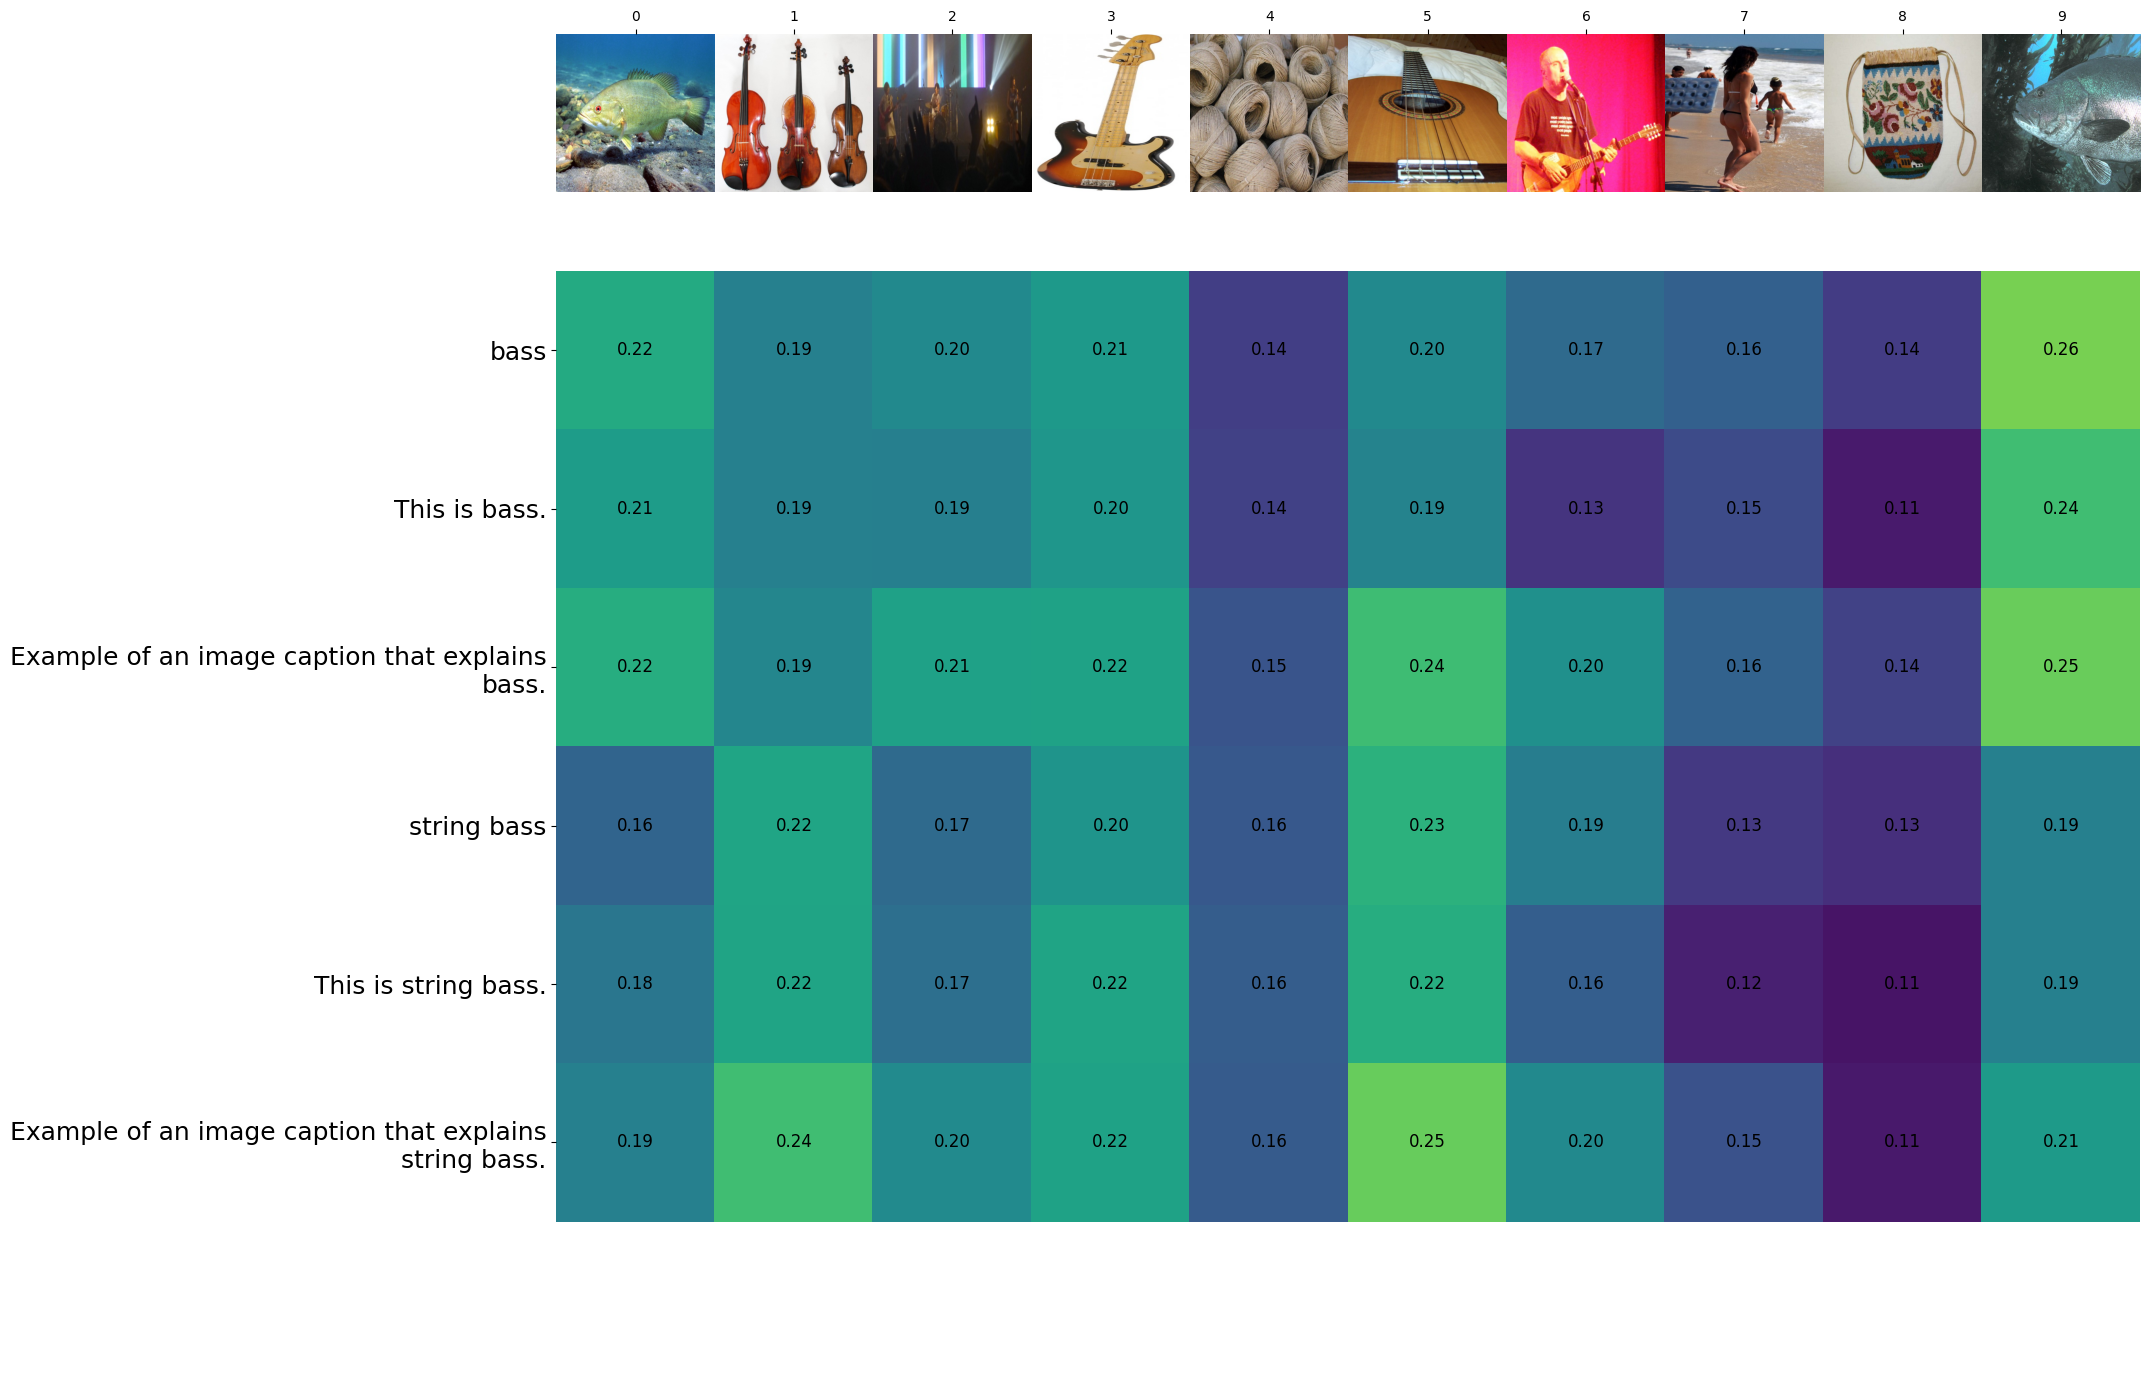 0 1 2 3 4 5 6 7 8 9
bass 0.22 0.19 0.20 0.21 0.14 0.20 0.17 0.16 0.14 0.26
This is bass. 0.21 0.19 0.19 0.20 0.14 0.19 0.13 0.15 0.11 0.24
Example of an image caption that explains
bass. 0.22 0.19 0.21 0.22 0.15 0.24 0.20 0.16 0.14 0.25
string bass 0.16 0.22 0.17 0.20 0.16 0.23 0.19 0.13 0.13 0.19
This is string bass. 0.18 0.22 0.17 0.22 0.16 0.22 0.16 0.12 0.11 0.19
Example of an image caption that explains
string bass. 0.19 0.24 0.20 0.22 0.16 0.25 0.20 0.15 0.11 0.21